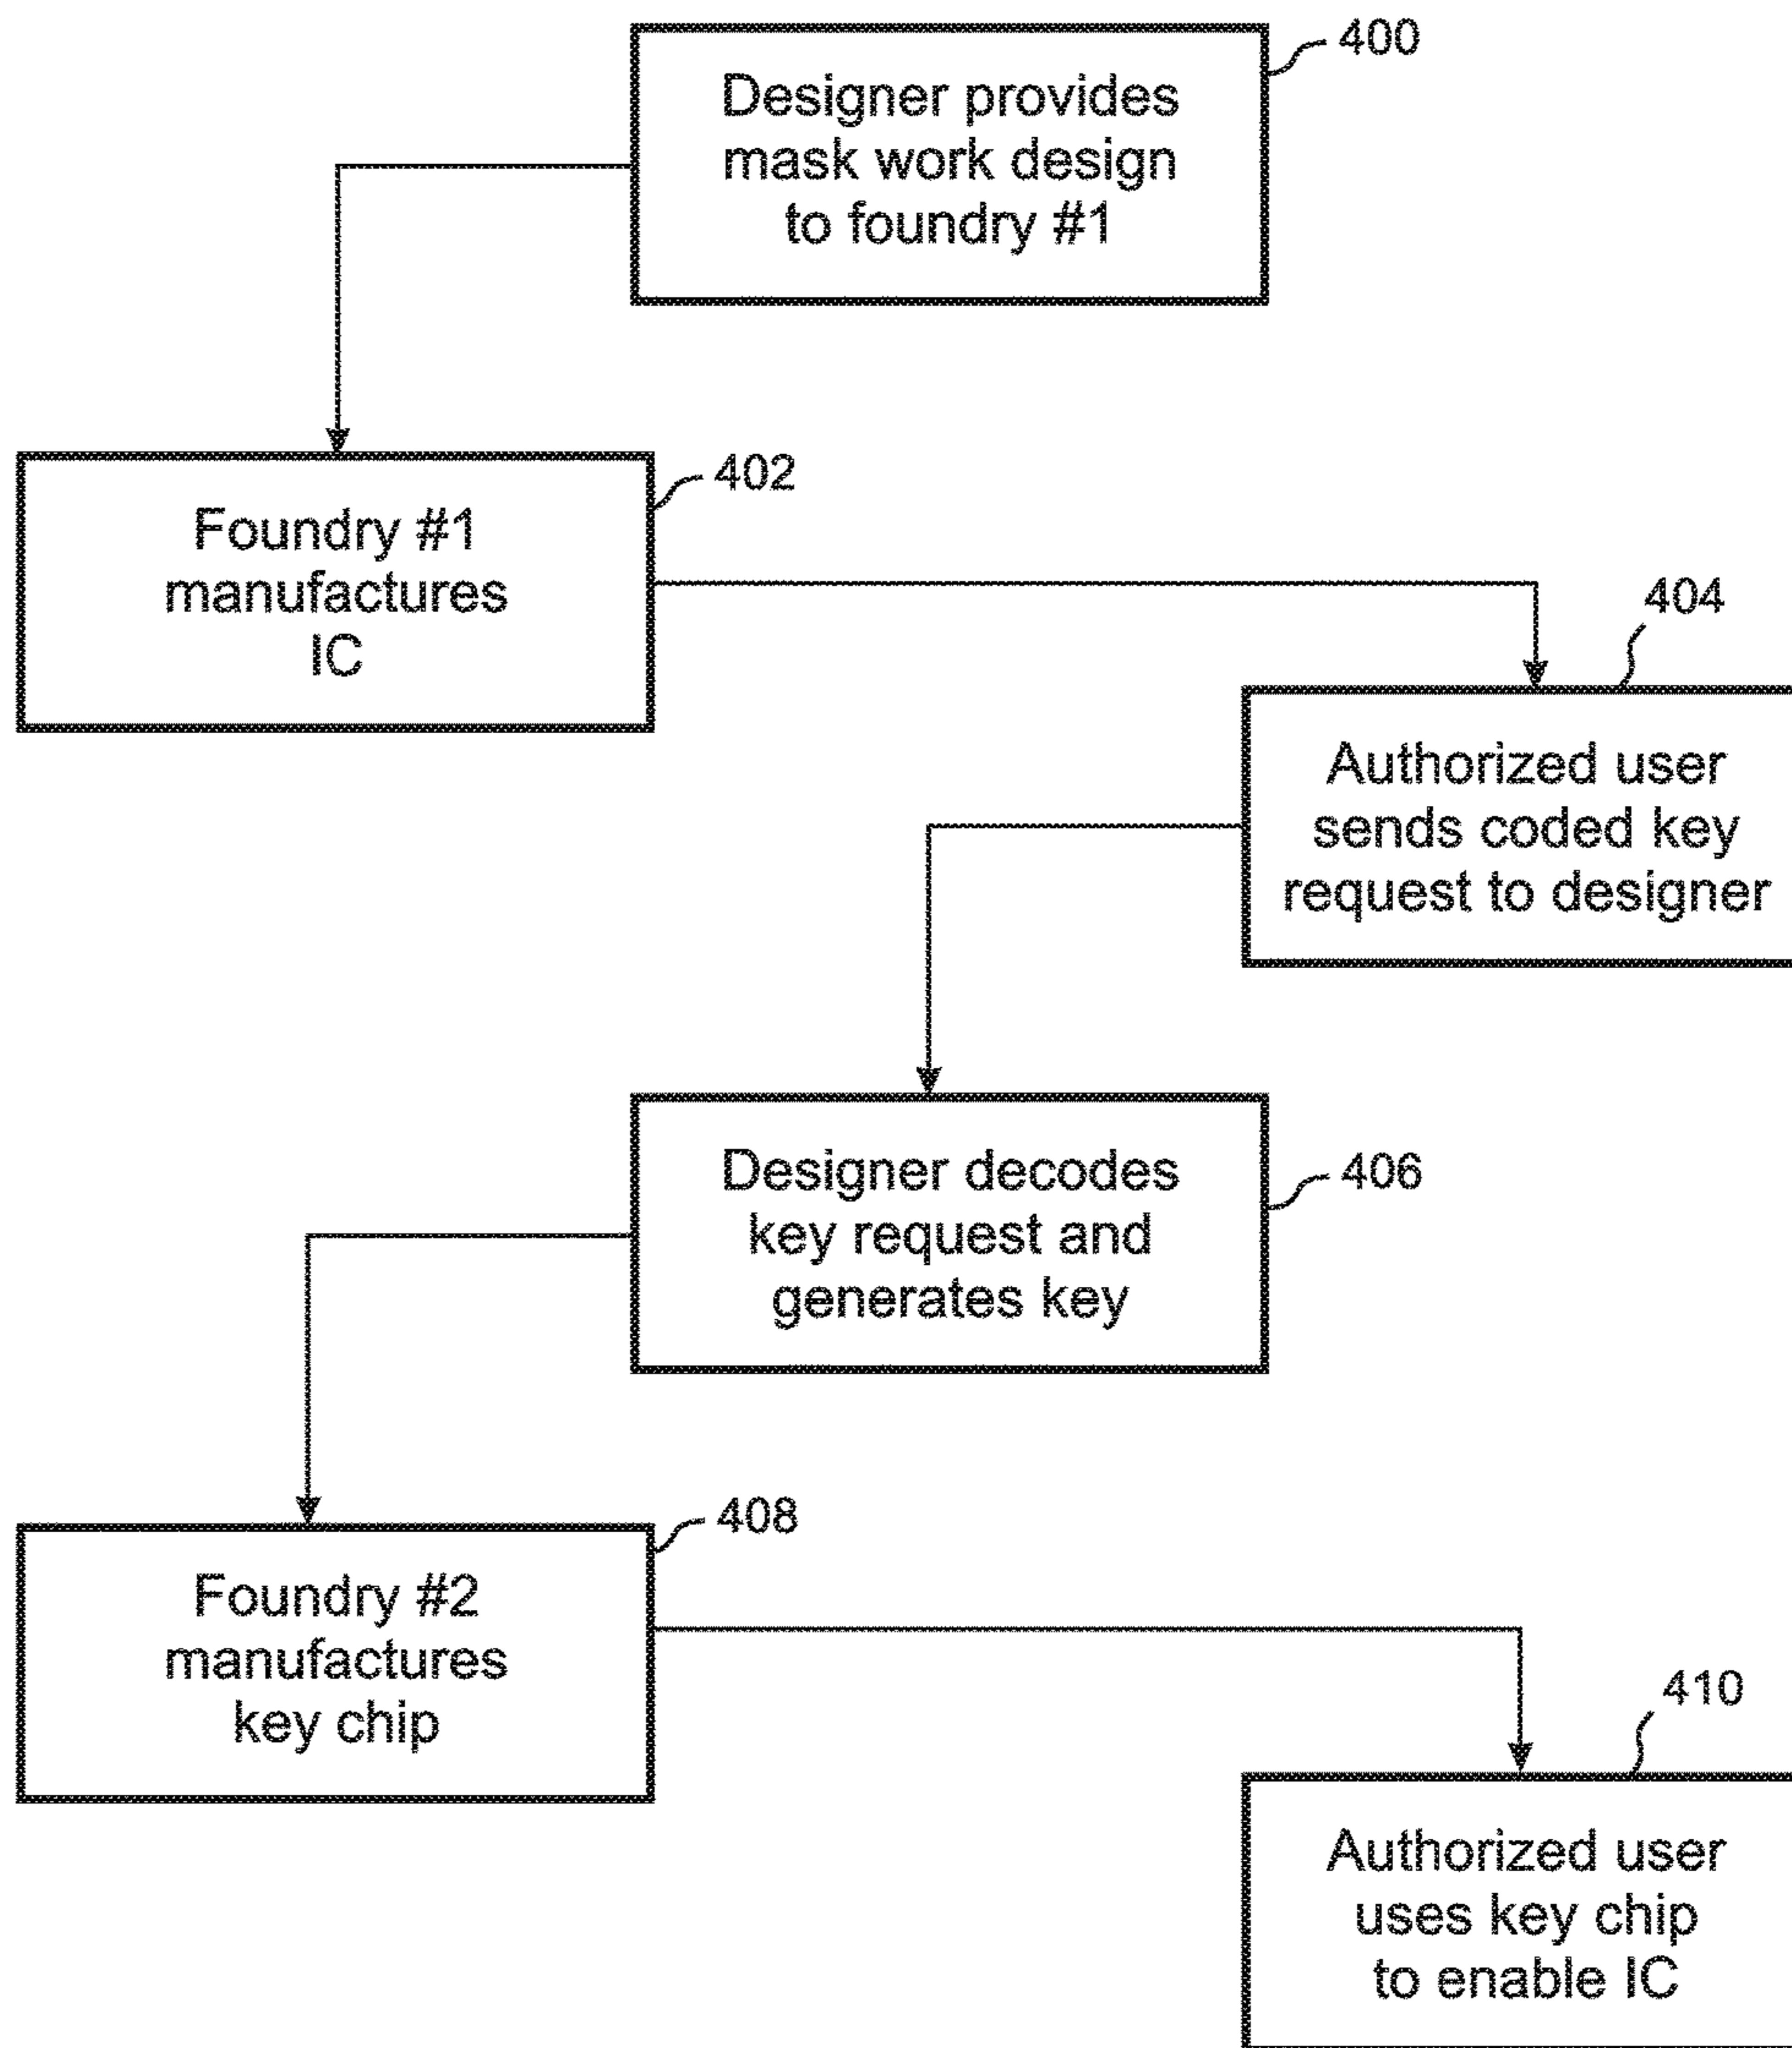 400
Designer provides
mask work design
to foundry #1
402
Foundry #1
manufactures
IC
404
Authorized user
sends coded key
request to designer
406
Designer decodes
key request and
generates key
408
Foundry #2
manufactures
key chip
410
Authorized user
uses key chip
to enable IC